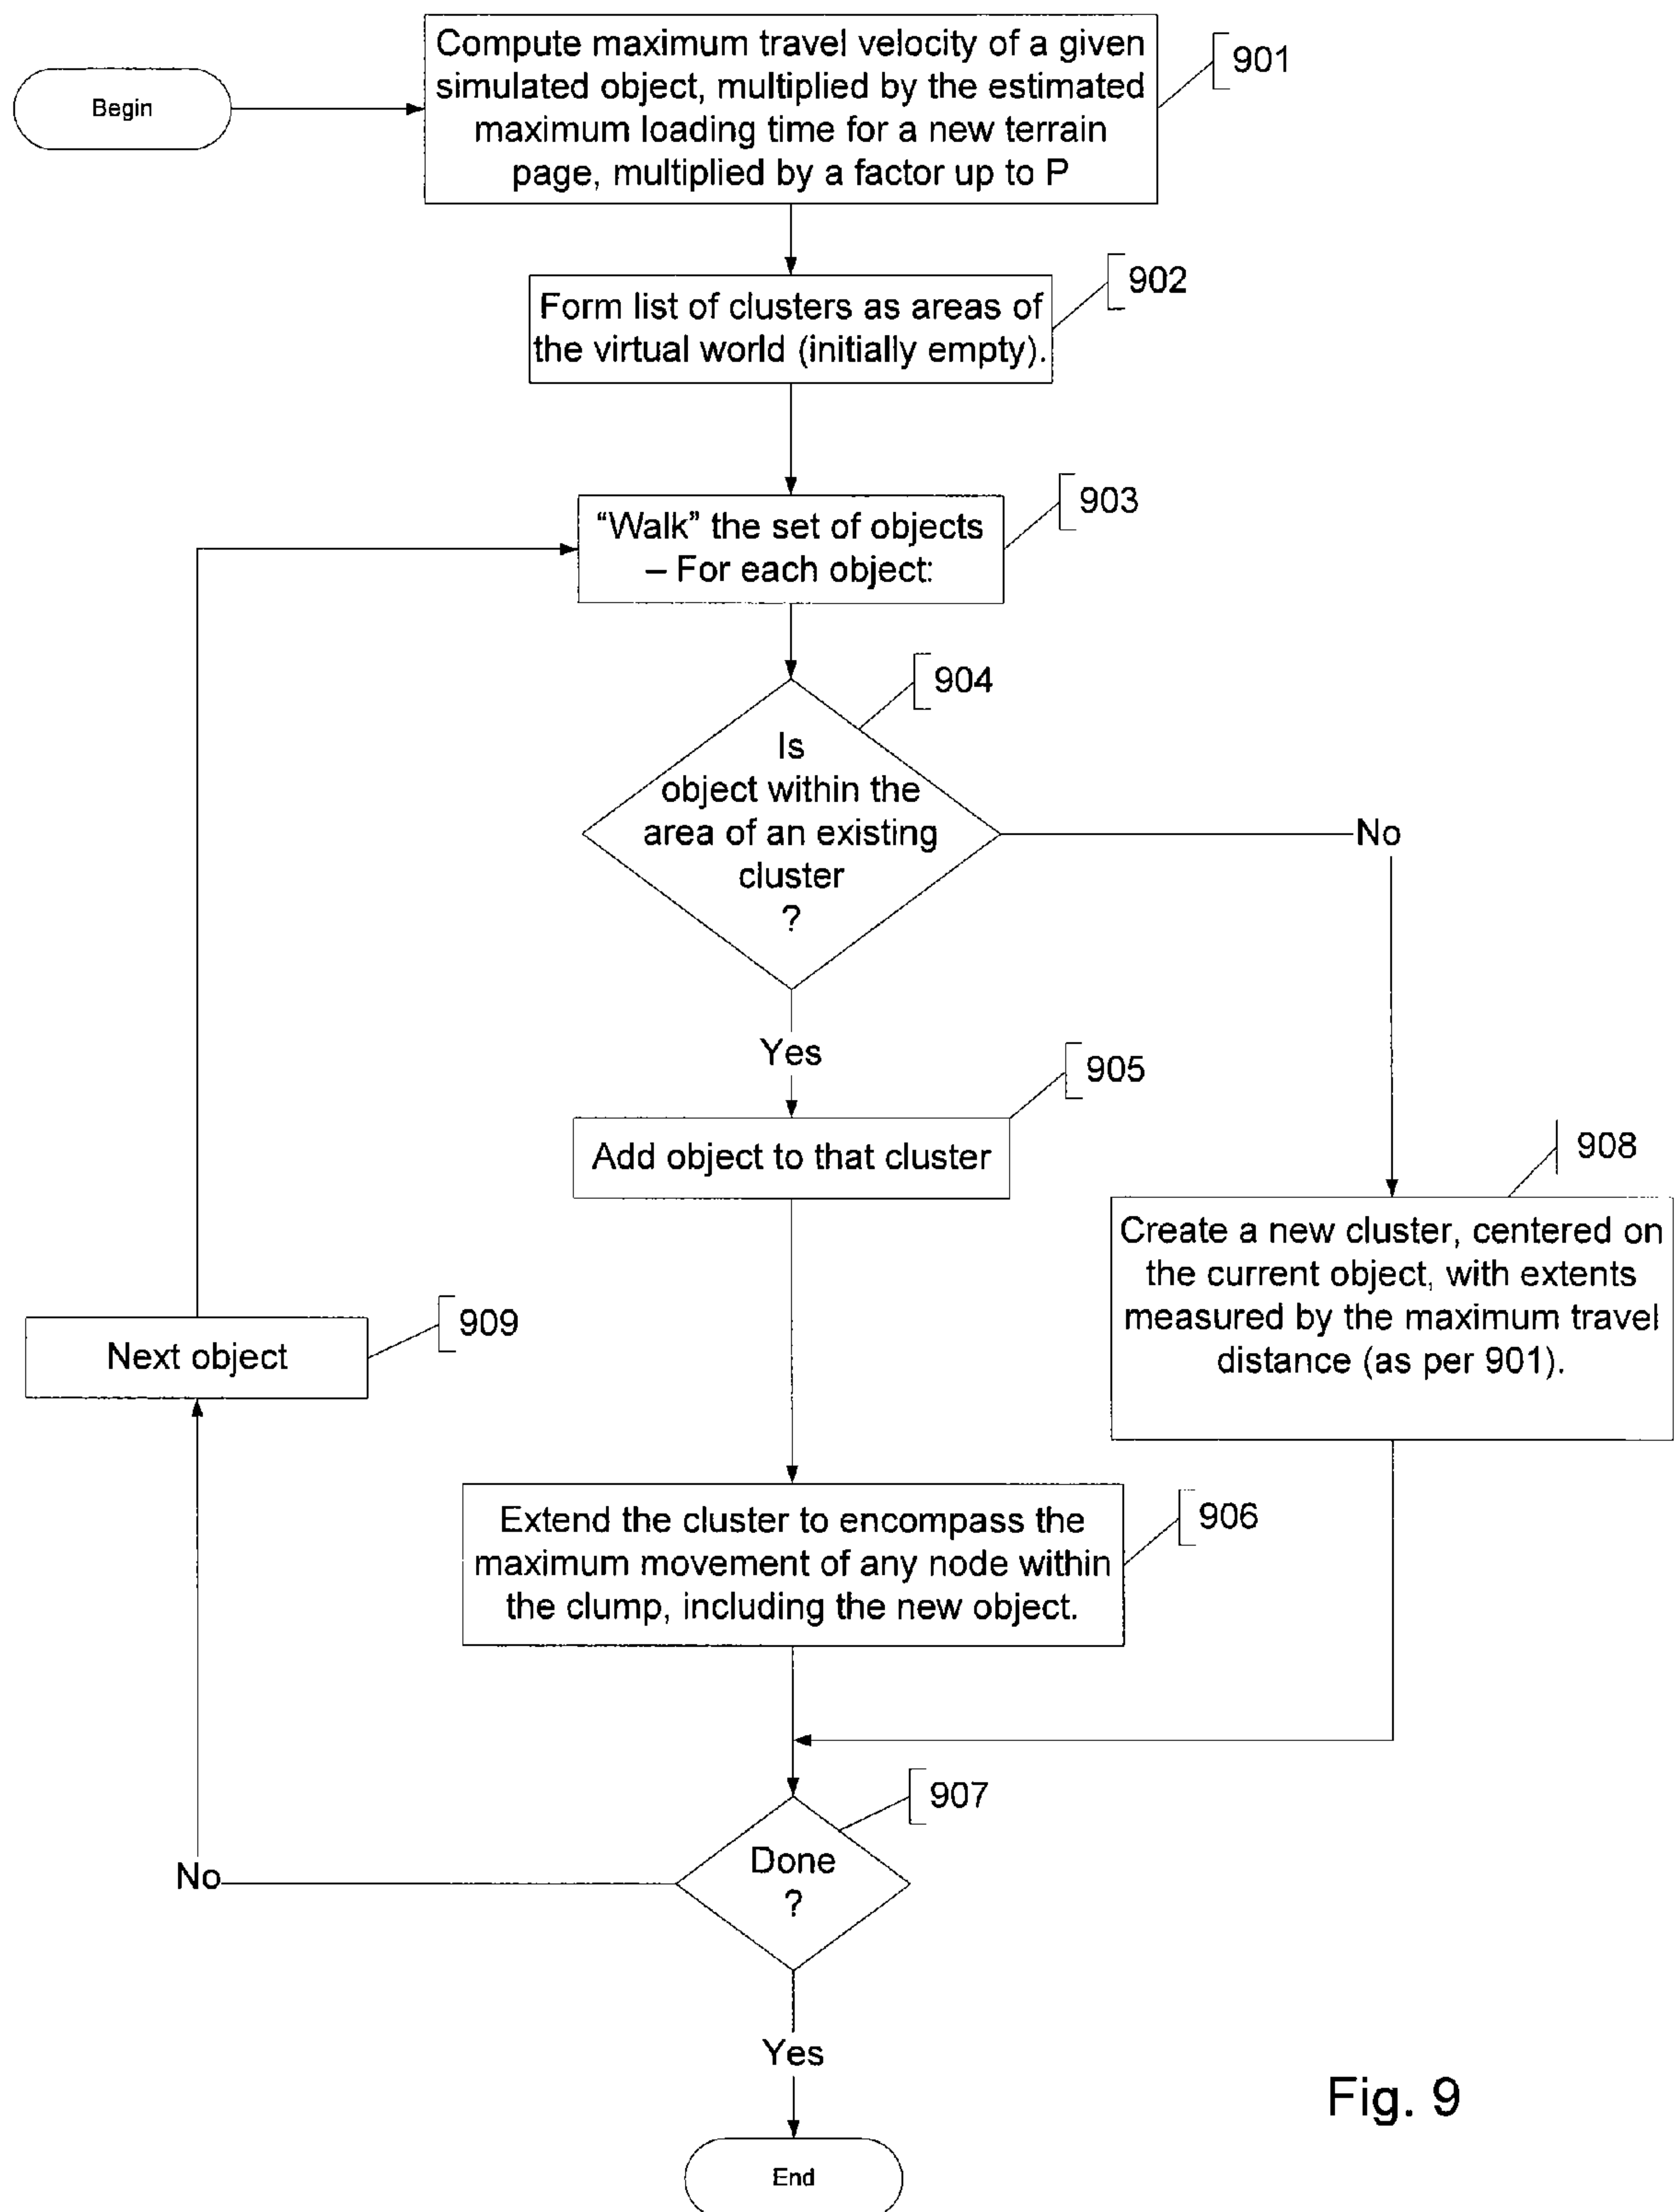 Begin
Compute maximum travel velocity of a given
simulated object, multiplied by the estimated
maximum loading time for a new terrain
page, multiplied by a factor up to P
901
Form list of clusters as areas of
the virtual world (initially empty).
902
“Walk” the set of objects
– For each object:
903
Is
object within the
area of an existing
cluster
?
904
No
Yes
Add object to that cluster
905
Create a new cluster, centered on
the current object, with extents
measured by the maximum travel
distance (as per 901).
908
Next object
909
Extend the cluster to encompass the
maximum movement of any node within
the clump, including the new object.
906
Done
?
907
No
Yes
End
Fig. 9